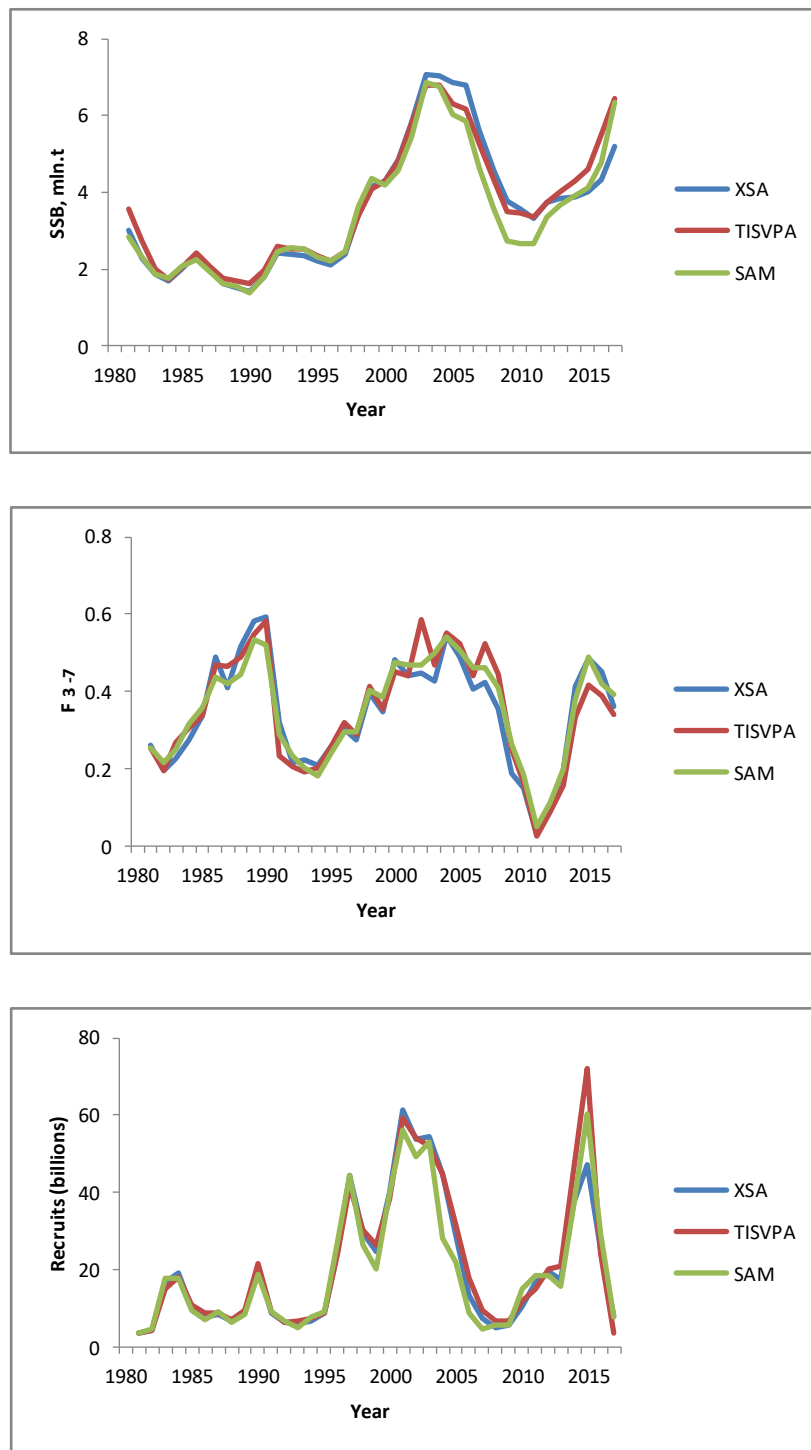 8
6
4
2
0
SSB, mln.t
1980 1985 1990 1995 2000 2005 2010 2015
Year
XSA
TISVPA
SAM
0.8
0.6
0.4
0.2
0
F 3 -7
1980 1985 1990 1995 2000 2005 2010 2015
Year
XSA
TISVPA
SAM
80
60
40
20
0
Recruits (billions)
1980 1985 1990 1995 2000 2005 2010 2015
Year
XSA
TISVPA
SAM